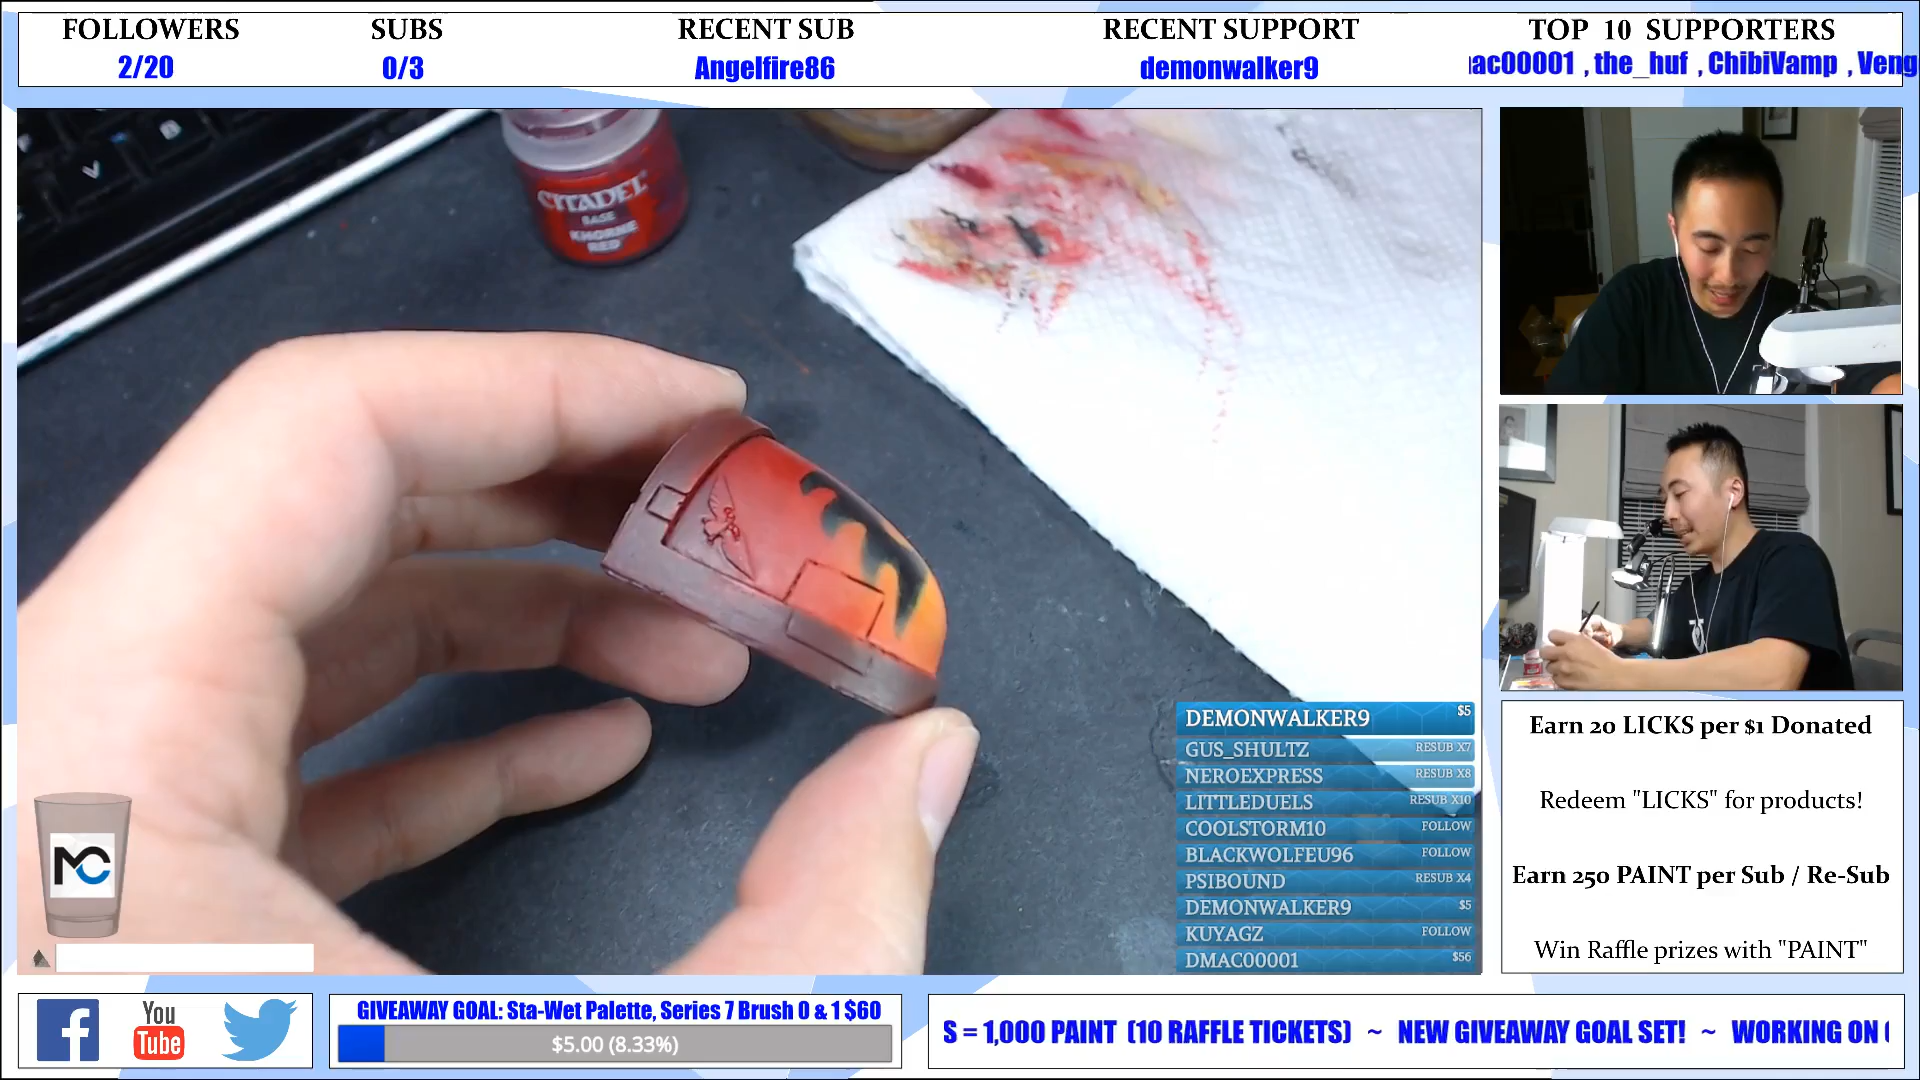 FOLLOWERS
2/20
SUBS
0/3
RECENT SUB
Angelfire86
RECENT SUPPORT
demonwalker9
TOP 10 SUPPORTERS
ac00001 , the_huf , ChibiVamp , Veng
V
B
CITADEL
BASE
KHORNE
RED
DEMONWALKER9 $5
GUS_SHULTZ RESUB X7
NEROEXPRESS RESUB X8
LITTLEDUELS RESUB X10
COOLSTORM10 FOLLOW
BLACKWOLFEU96 FOLLOW
PSIBOUND RESUB X4
DEMONWALKER9 $5
KUYAGZ FOLLOW
DMAC00001 $56
MC
Earn 20 LICKS per $1 Donated
Redeem "LICKS" for products!
Earn 250 PAINT per Sub / Re-Sub
Win Raffle prizes with "PAINT"
f
You
Tube
GIVEAWAY GOAL: Sta-Wet Palette, Series 7 Brush 0 & 1 $60
$5.00 (8.33%)
S = 1,000 PAINT (10 RAFFLE TICKETS) ~ NEW GIVEAWAY GOAL SET! ~ WORKING ON